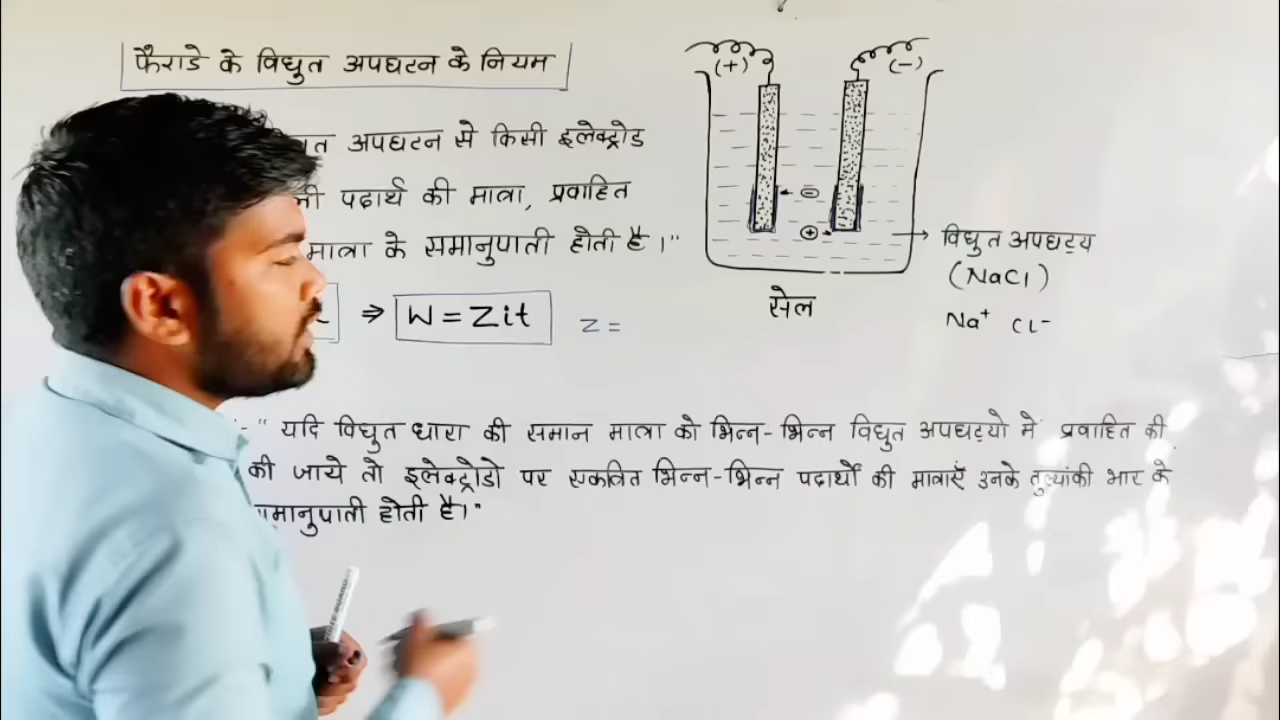 फैराडे के विद्युत अपघटन के नियम
अपघटन से किसी इलेक्ट्रोड
पदार्थ की मात्रा, प्रवाहित
मात्रा के समानुपाती होती है।"
⇒ W = Zit
Z =
(+)
(-)
⊖
⊕
→ विद्युत अपघट्य
(NaCl)
Na⁺ Cl⁻
सेल
" यदि विद्युत धारा की समान मात्रा को भिन्न-भिन्न विद्युत अपघट्यो में प्रवाहित की
की जाये तो इलेक्ट्रोडो पर एकत्रित भिन्न-भिन्न पदार्थों की मात्राएँ उनके तुल्यांकी भार के
समानुपाती होती है।"